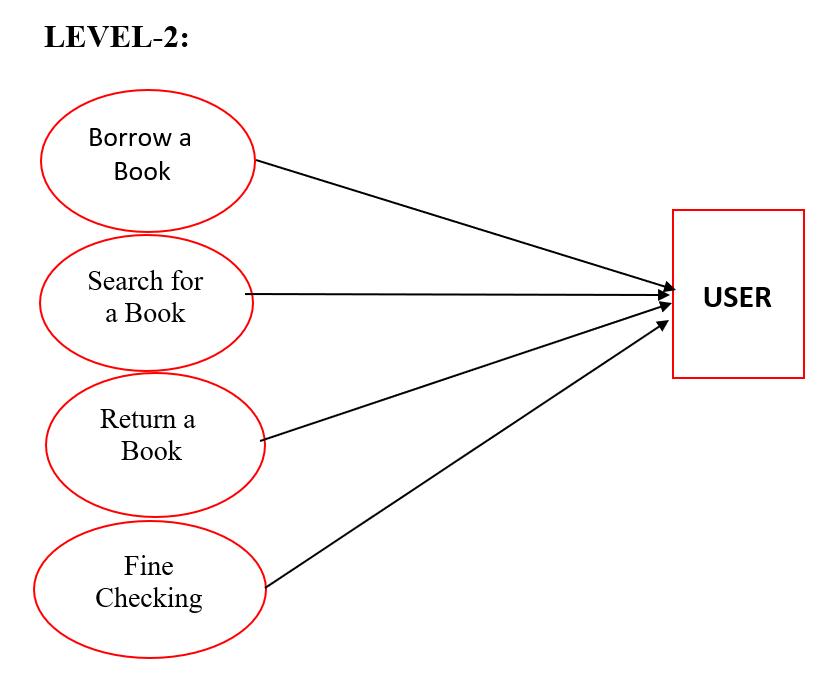 LEVEL-2:
Borrow a
Book
Search for
a Book
Return a
Book
Fine
Checking
USER